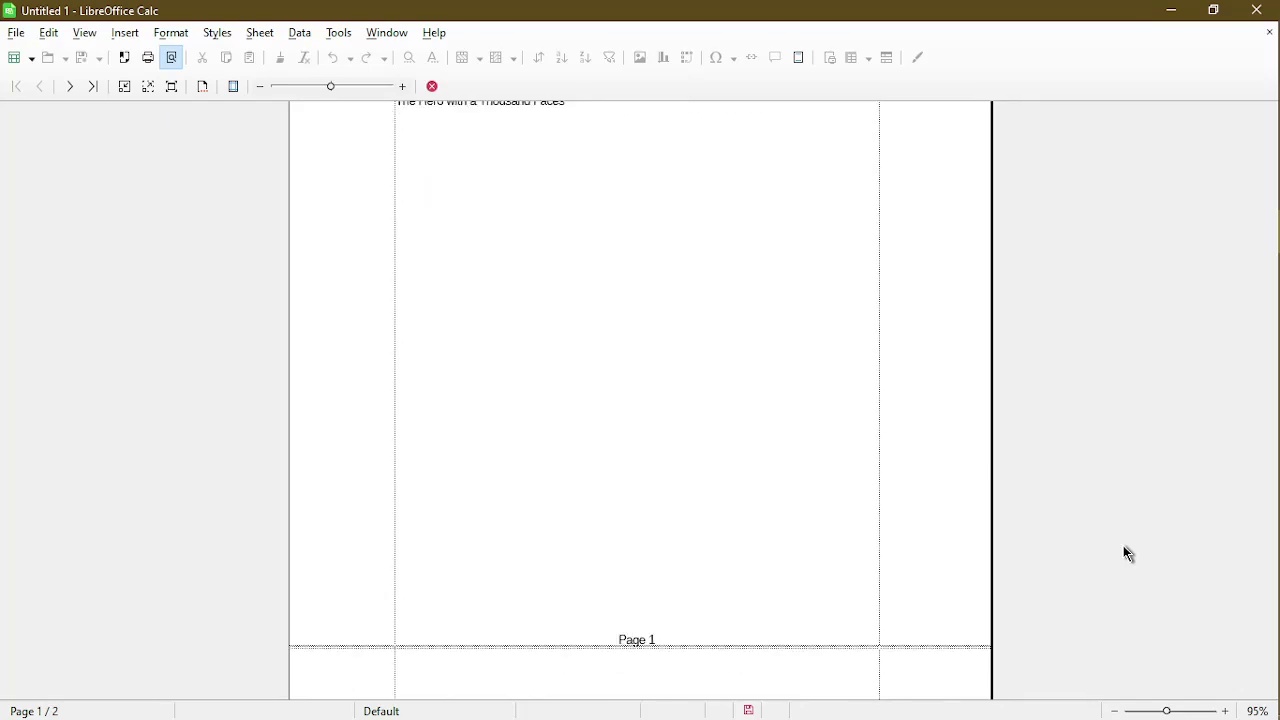 Untitled 1 - LibreOffice Calc
File Edit View Insert Format Styles Sheet Data Tools Window Help
The Hero with a Thousand Faces
Page 1
Page 1 / 2 Default 95%